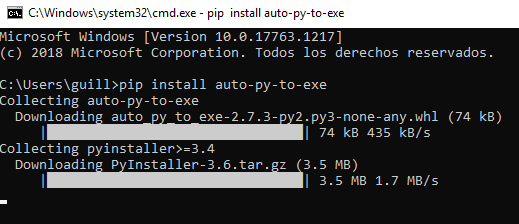 C:\Windows\system32\cmd.exe - pip install auto-py-to-exe
Microsoft Windows [Version 10.0.17763.1217]
(c) 2018 Microsoft Corporation. Todos los derechos reservados.
C:\Users\guill>pip install auto-py-to-exe
Collecting auto-py-to-exe
Downloading auto_py_to_exe-2.7.3-py2.py3-none-any.whl (74 kB)
|████████████████████████████████| 74 kB 435 kB/s
Collecting pyinstaller>=3.4
Downloading PyInstaller-3.6.tar.gz (3.5 MB)
|████████████████████████████████| 3.5 MB 1.7 MB/s